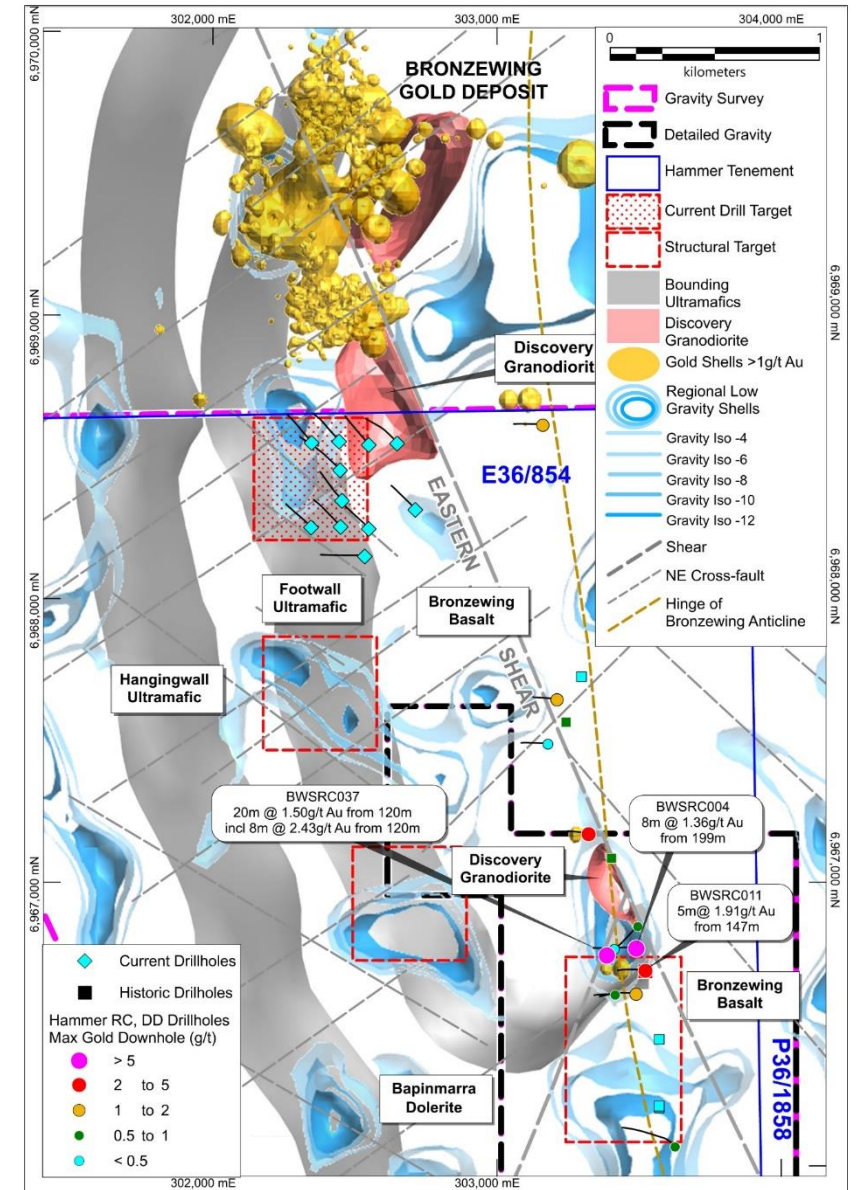 302,000 mE
303,000 mE
304,000 mE
6,970,000 mN
BRONZEWING
GOLD DEPOSIT
0
1
kilometers
Gravity Survey
Detailed Gravity
Hammer Tenement
Current Drill Target
Structural Target
Bounding
Ultramafics
Discovery
Granodiorite
Gold Shells >1g/t Au
Regional Low
Gravity Shells
Gravity Iso -4
Gravity Iso -6
Gravity Iso -8
Gravity Iso -10
Gravity Iso -12
Shear
NE Cross-fault
Hinge of
Bronzewing Anticline
6,969,000 mN
6,969,000 mN
Discovery
Granodiorit
E36/854
EASTERN
SHEAR
6,968,000 mN
6,968,000 mN
Footwall
Ultramafic
Bronzewing
Basalt
Hangingwall
Ultramafic
BWSRC037
20m @ 1.50g/t Au from 120m
incl 8m @ 2.43g/t Au from 120m
BWSRC004
8m @ 1.36g/t Au
from 199m
6,967,000 mN
6,967,000 mN
Discovery
Granodiorite
BWSRC011
5m@ 1.91g/t Au
from 147m
Bronzewing
Basalt
P36/1858
Bapinmarra
Dolerite
Current Drillholes
Historic Drilholes
Hammer RC, DD Drillholes
Max Gold Downhole (g/t)
> 5
2 to 5
1 to 2
0.5 to 1
< 0.5
302,000 mE
303,000 mE